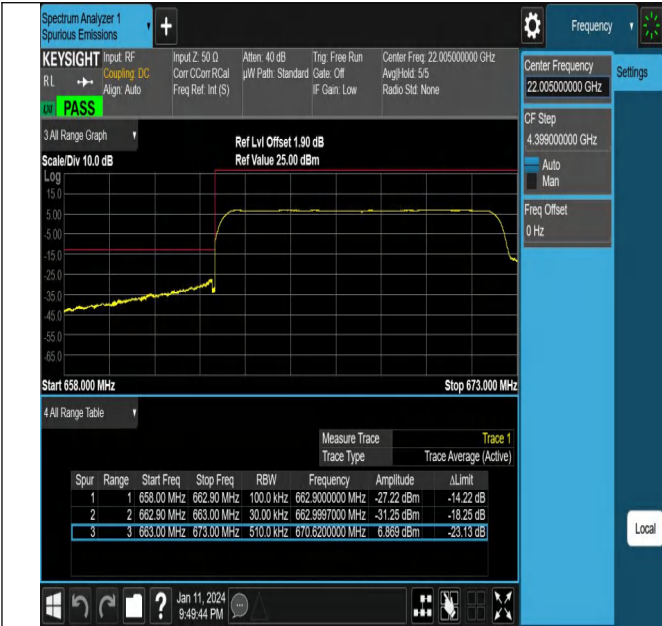 Spectrum Analyzer 1
Spurious Emissions
+
Frequency
KEYSIGHT
RL
PASS
Input: RF
Coupling: DC
Align: Auto
Input Z: 50 Ω
Corr CCorr RCal
Freq Ref: Int (S)
Atten: 40 dB
µW Path: Standard
Trig: Free Run
Gate: Off
IF Gain: Low
Center Freq: 22.005000000 GHz
Avg|Hold: 5/5
Radio Std: None
Center Frequency
22.005000000 GHz
Settings
CF Step
4.399000000 GHz
Auto
Man
Freq Offset
0 Hz
3 All Range Graph
Scale/Div 10.0 dB
Ref Lvl Offset 1.90 dB
Ref Value 25.00 dBm
Log
15.0
5.00
-5.00
-15.0
-25.0
-35.0
-45.0
-55.0
-65.0
Start 658.000 MHz
Stop 673.000 MHz
4 All Range Table
Measure Trace Trace 1
Trace Type Trace Average (Active)
Spur Range Start Freq Stop Freq RBW Frequency Amplitude ΔLimit
1 1 658.00 MHz 662.90 MHz 100.0 kHz 662.9000000 MHz -27.22 dBm -14.22 dB
2 2 662.90 MHz 663.00 MHz 30.00 kHz 662.9997000 MHz -31.25 dBm -18.25 dB
3 3 663.00 MHz 673.00 MHz 510.0 kHz 670.6200000 MHz 6.869 dBm -23.13 dB
Local
?
Jan 11, 2024
9:49:44 PM